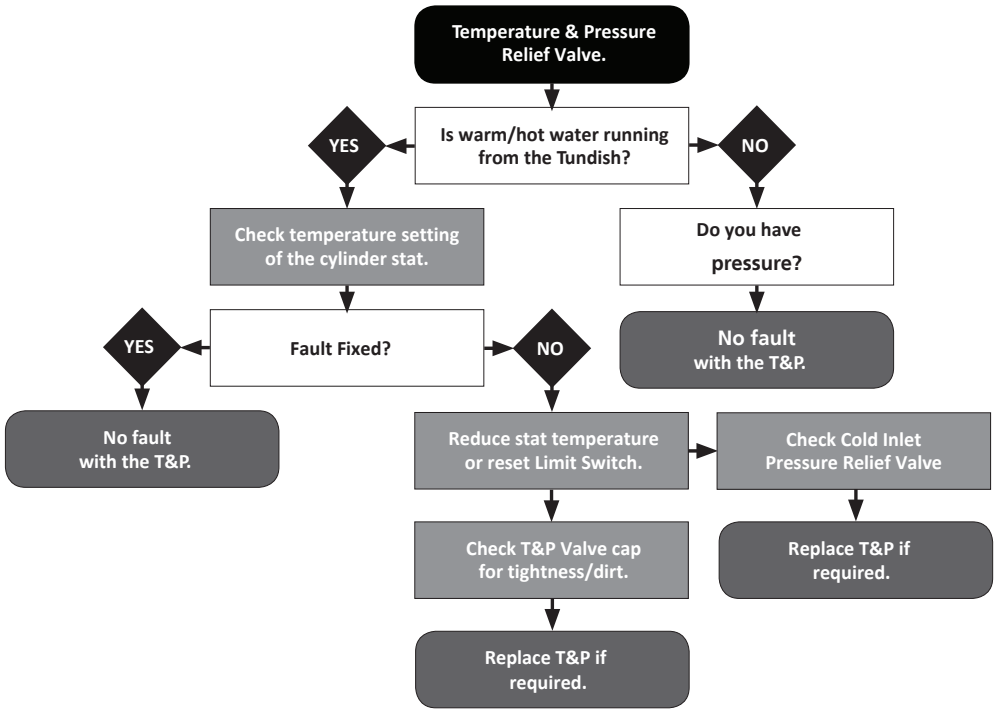 Temperature & Pressure
Relief Valve.
Is warm/hot water running
from the Tundish?
YES
NO
Check temperature setting
of the cylinder stat.
Do you have
pressure?
Fault Fixed?
YES
NO
No fault
with the T&P.
No fault
with the T&P.
Reduce stat temperature
or reset Limit Switch.
Check Cold Inlet
Pressure Relief Valve
Check T&P Valve cap
for tightness/dirt.
Replace T&P if
required.
Replace T&P if
required.